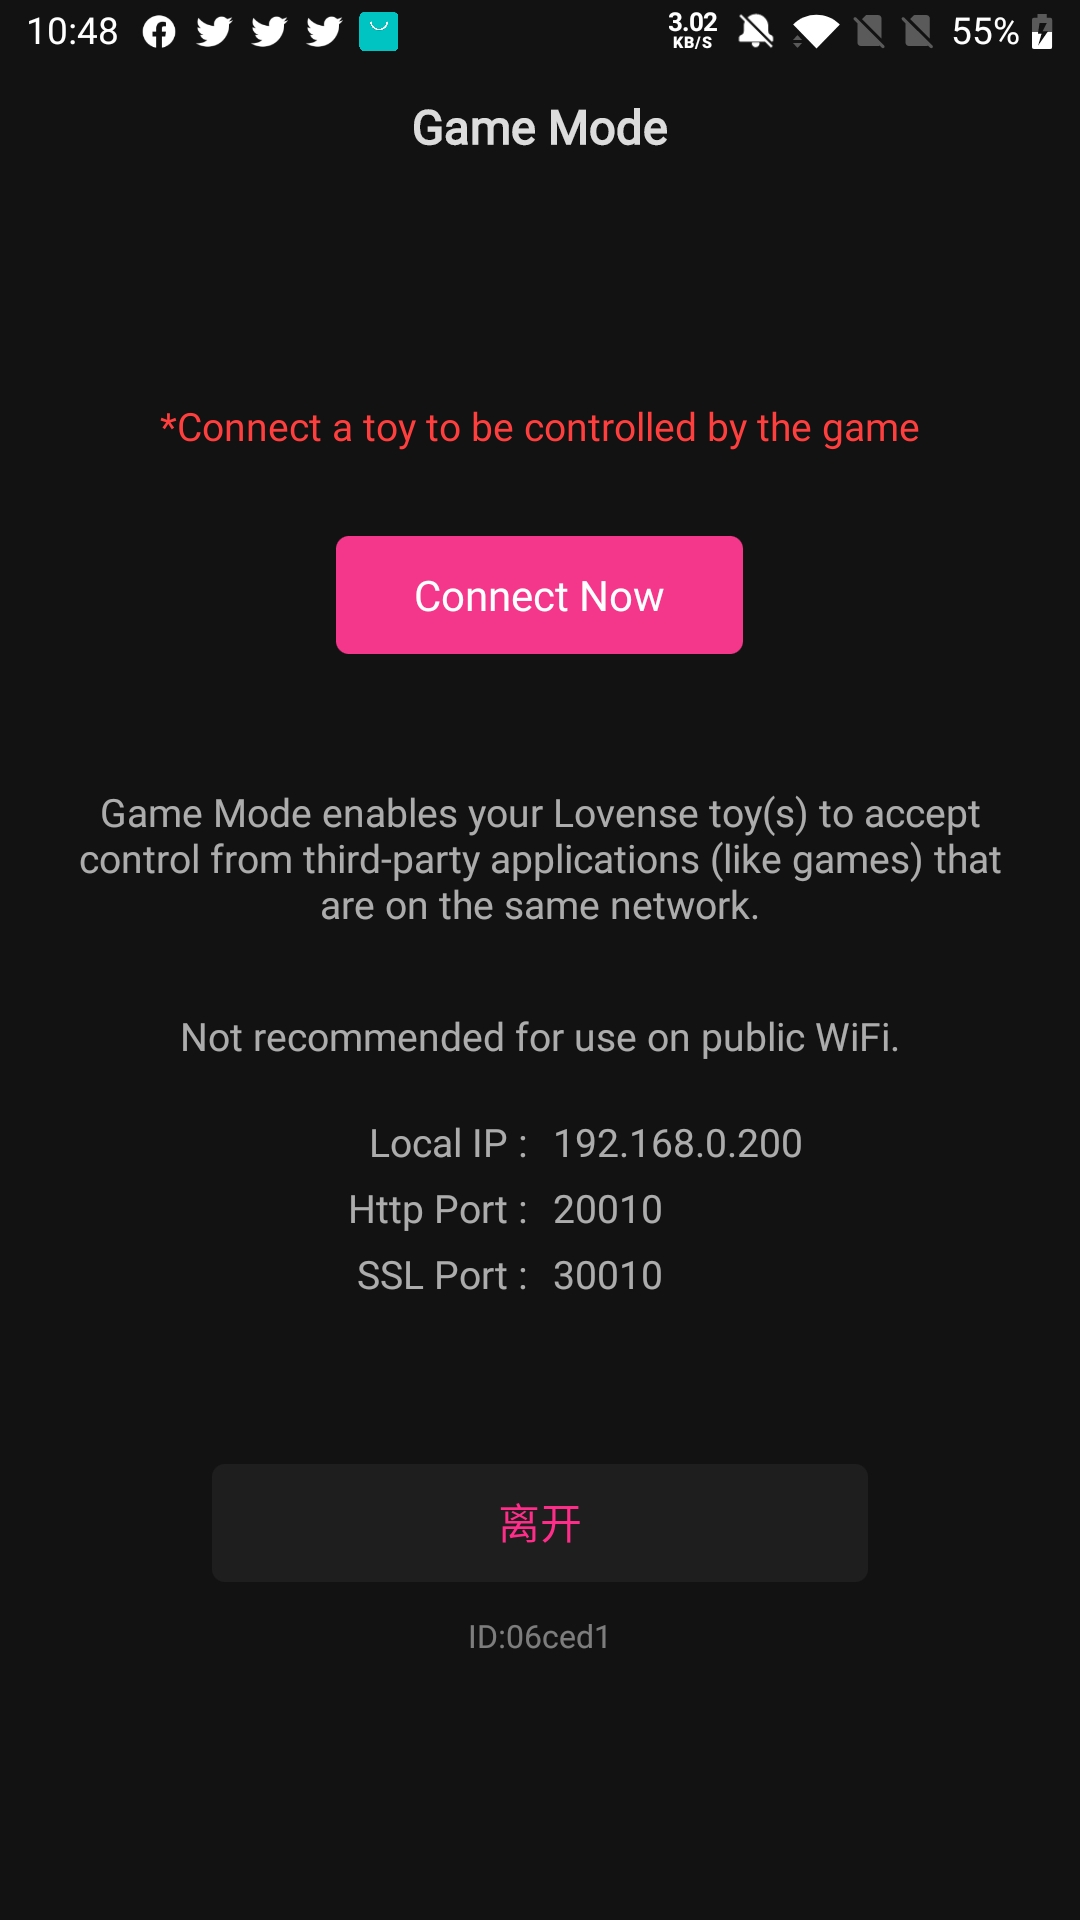 10:48 3.02 KB/S 55%
Game Mode
*Connect a toy to be controlled by the game
Connect Now
Game Mode enables your Lovense toy(s) to accept
control from third-party applications (like games) that
are on the same network.
Not recommended for use on public WiFi.
Local IP : 192.168.0.200
Http Port : 20010
SSL Port : 30010
离开
ID:06ced1